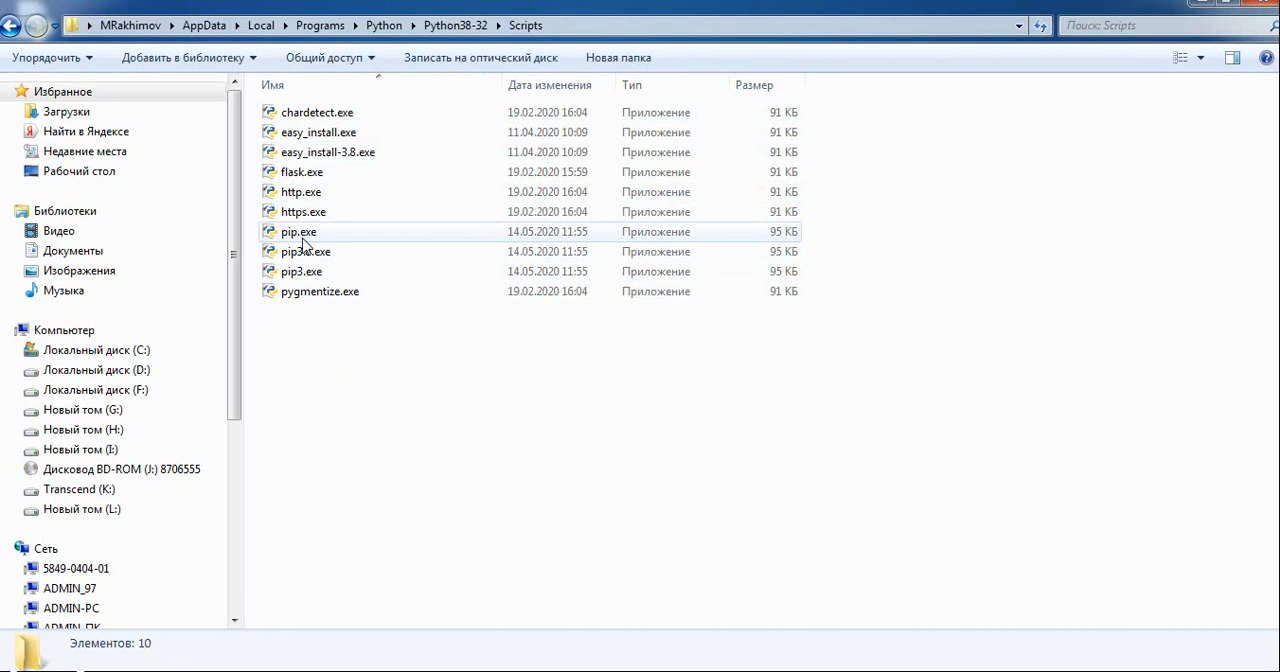 MRakhimov ▸ AppData ▸ Local ▸ Programs ▸ Python ▸ Python38-32 ▸ Scripts
Поиск: Scripts
Упорядочить Добавить в библиотеку Общий доступ Записать на оптический диск Новая папка
Имя Дата изменения Тип Размер
chardetect.exe 19.02.2020 16:04 Приложение 91 КБ
easy_install.exe 11.04.2020 10:09 Приложение 91 КБ
easy_install-3.8.exe 11.04.2020 10:09 Приложение 91 КБ
flask.exe 19.02.2020 15:59 Приложение 91 КБ
http.exe 19.02.2020 16:04 Приложение 91 КБ
https.exe 19.02.2020 16:04 Приложение 91 КБ
pip.exe 14.05.2020 11:55 Приложение 95 КБ
14.05.2020 11:55 Приложение 95 КБ
pip3.exe 14.05.2020 11:55 Приложение 95 КБ
pygmentize.exe 19.02.2020 16:04 Приложение 91 КБ
Избранное
Загрузки
Найти в Яндексе
Недавние места
Рабочий стол
Библиотеки
Видео
Документы
Изображения
Музыка
Компьютер
Локальный диск (C:)
Локальный диск (D:)
Локальный диск (F:)
Новый том (G:)
Новый том (H:)
Новый том (I:)
Дисковод BD-ROM (J:) 8706555
Transcend (K:)
Новый том (L:)
Сеть
5849-0404-01
ADMIN_97
ADMIN-PC
Элементов: 10